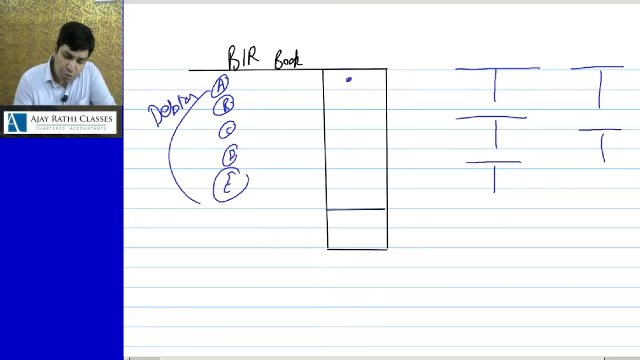 B/R Book
Debtors
A
B
C
D
E
A
AJAY RATHI CLASSES
CHARTERED ACCOUNTANTS